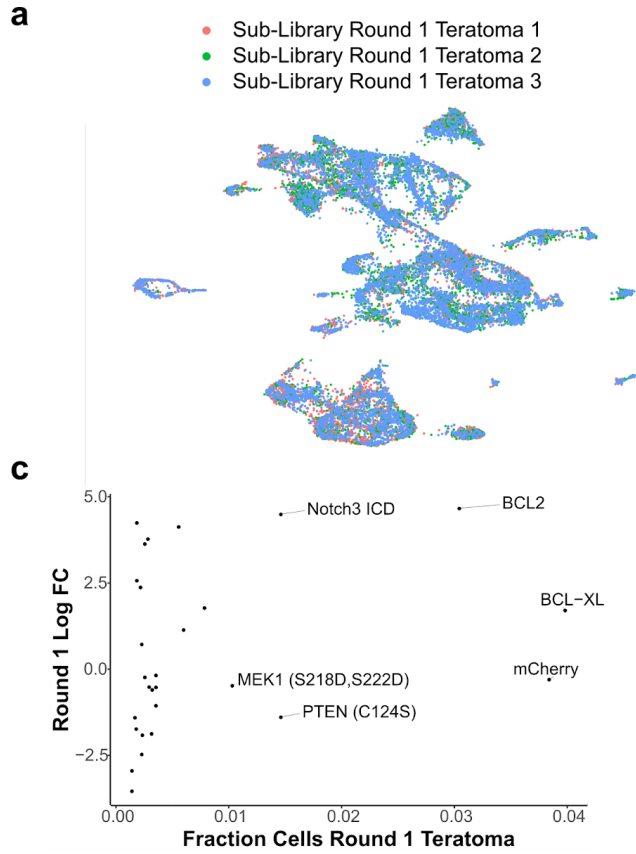 a
Sub-Library Round 1 Teratoma 1
Sub-Library Round 1 Teratoma 2
Sub-Library Round 1 Teratoma 3
c
5.0
Notch3 ICD
BCL2
2.5
BCL−XL
0.0
MEK1 (S218D,S222D)
mCherry
PTEN (C124S)
−2.5
Round 1 Log FC
0.00
0.01
0.02
0.03
0.04
Fraction Cells Round 1 Teratoma